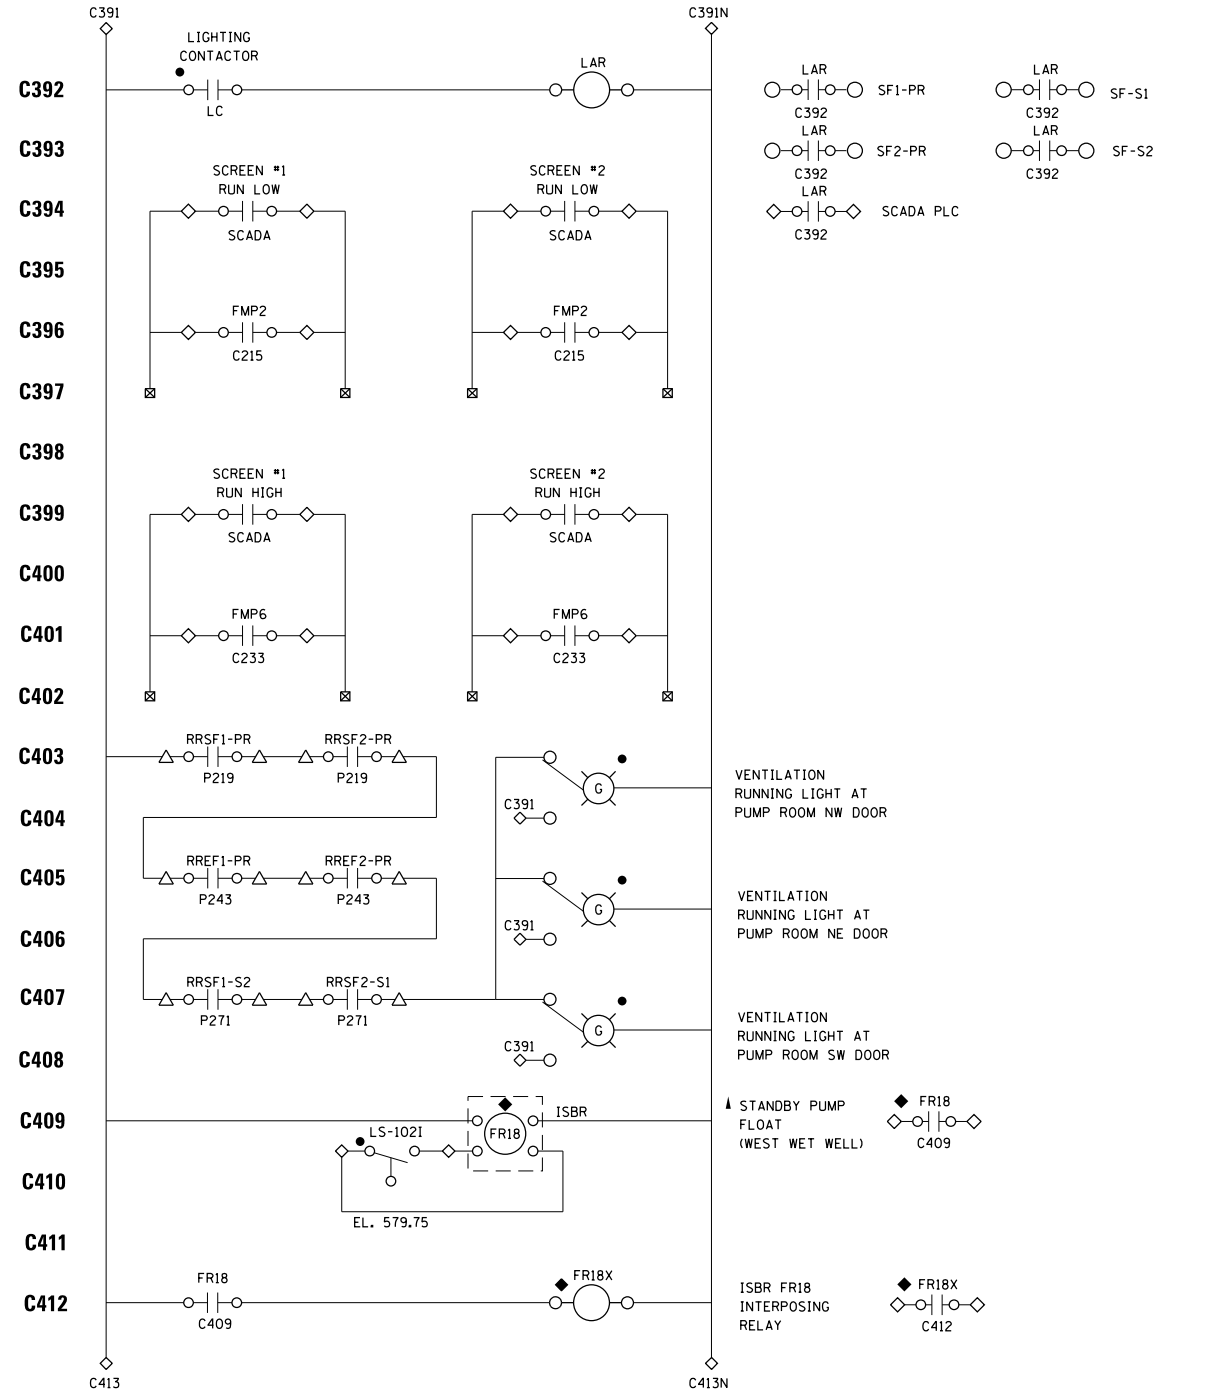 C391
C391N
LIGHTING
CONTACTOR
LAR
LAR
LAR
C392
SF1-PR
SF-S1
LC
C392
C392
LAR
LAR
C393
SF2-PR
SF-S2
SCREEN #1
SCREEN #2
C392
C392
RUN LOW
RUN LOW
LAR
C394
SCADA PLC
SCADA
SCADA
C392
C395
FMP2
FMP2
C396
C215
C215
C397
C398
SCREEN #1
SCREEN #2
RUN HIGH
RUN HIGH
C399
SCADA
SCADA
C400
FMP6
FMP6
C401
C233
C233
C402
RRSF1-PR
RRSF2-PR
C403
P219
P219
G
VENTILATION
RUNNING LIGHT AT
PUMP ROOM NW DOOR
C404
C391
RREF1-PR
RREF2-PR
C405
P243
P243
G
VENTILATION
RUNNING LIGHT AT
PUMP ROOM NE DOOR
C406
C391
RRSF1-S2
RRSF2-S1
C407
P271
P271
G
VENTILATION
RUNNING LIGHT AT
PUMP ROOM SW DOOR
C408
C391
C409
ISBR
FR18
LS-102I
STANDBY PUMP
FLOAT
(WEST WET WELL)
FR18
C409
C410
EL. 579.75
C411
FR18
FR18X
C412
C409
ISBR FR18
INTERPOSING
RELAY
FR18X
C412
C413
C413N